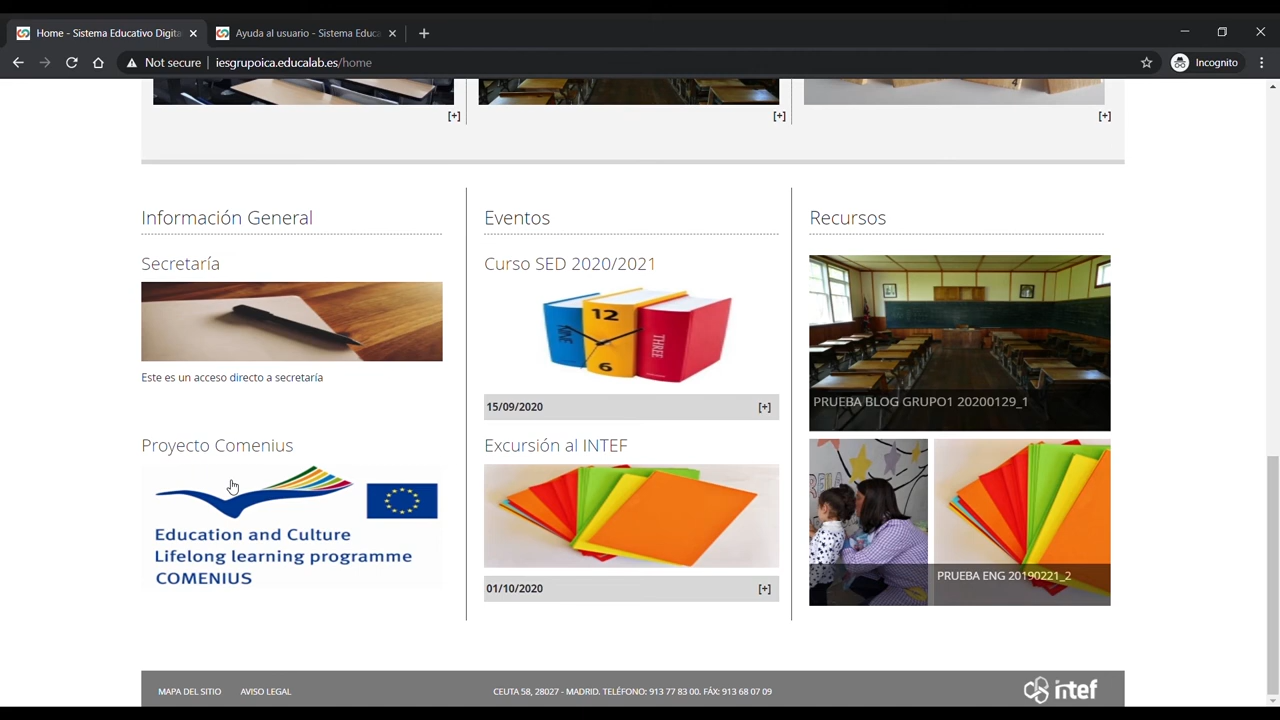 Home - Sistema Educativo Digita
Ayuda al usuario - Sistema Educa
Not secure
iesgrupoica.educalab.es/home
Incognito
[+]
[+]
[+]
Información General
Secretaría
Este es un acceso directo a secretaría
Proyecto Comenius
Education and Culture
Lifelong learning programme
COMENIUS
Eventos
Curso SED 2020/2021
12
THREE
6
15/09/2020
[+]
Excursión al INTEF
01/10/2020
[+]
Recursos
PRUEBA BLOG GRUPO1 20200129_1
PRUEBA ENG 20190221_2
MAPA DEL SITIO
AVISO LEGAL
CEUTA 58, 28027 - MADRID. TELÉFONO: 913 77 83 00. FÁX: 913 68 07 09
intef